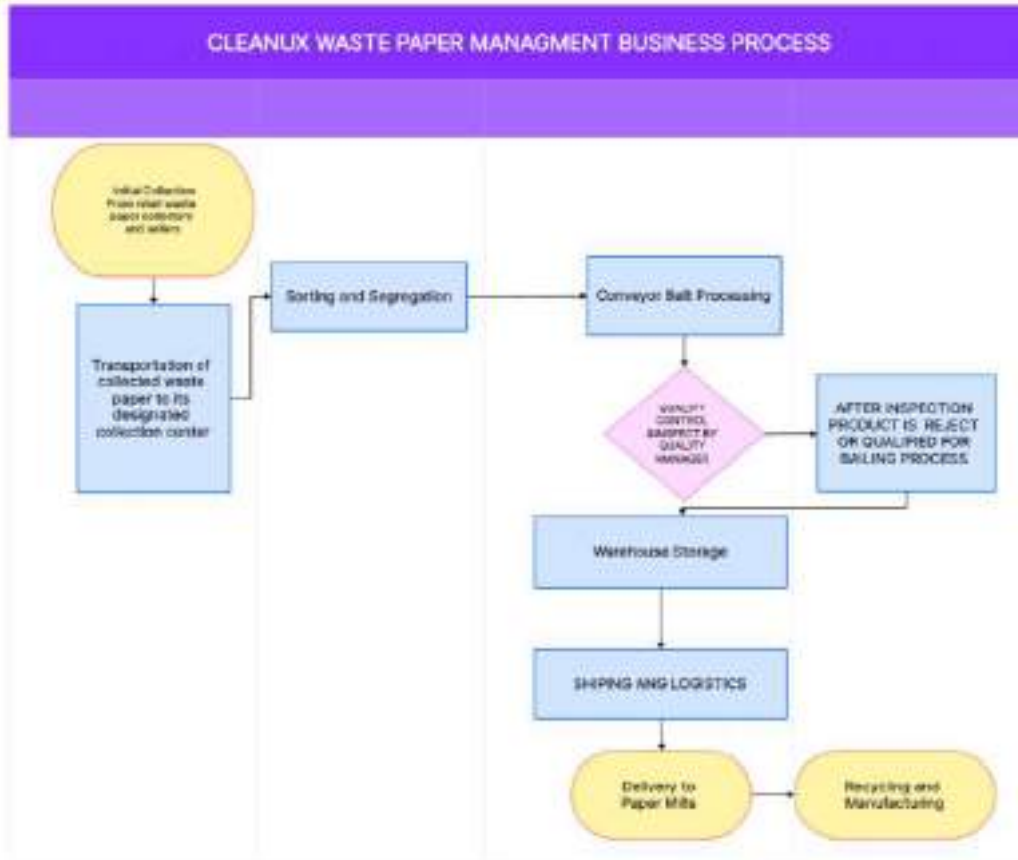 CLEANUX WASTE PAPER MANAGMENT BUSINESS PROCESS
Initial Collection
From retail waste
paper collectors
and sellers
Transportation of
collected waste
paper to its
designated
collection center
Sorting and Segregation
Conveyor Belt Processing
QUALITY
CONTROL
BY
QUALITY
MANAGER
AFTER INSPECTION
PRODUCT IS REJECT
OR QUALIFIED FOR
BAILING PROCESS
Warehouse Storage
SHIPING ANG LOGISTICS
Delivery to
Paper Mills
Recycling and
Manufacturing